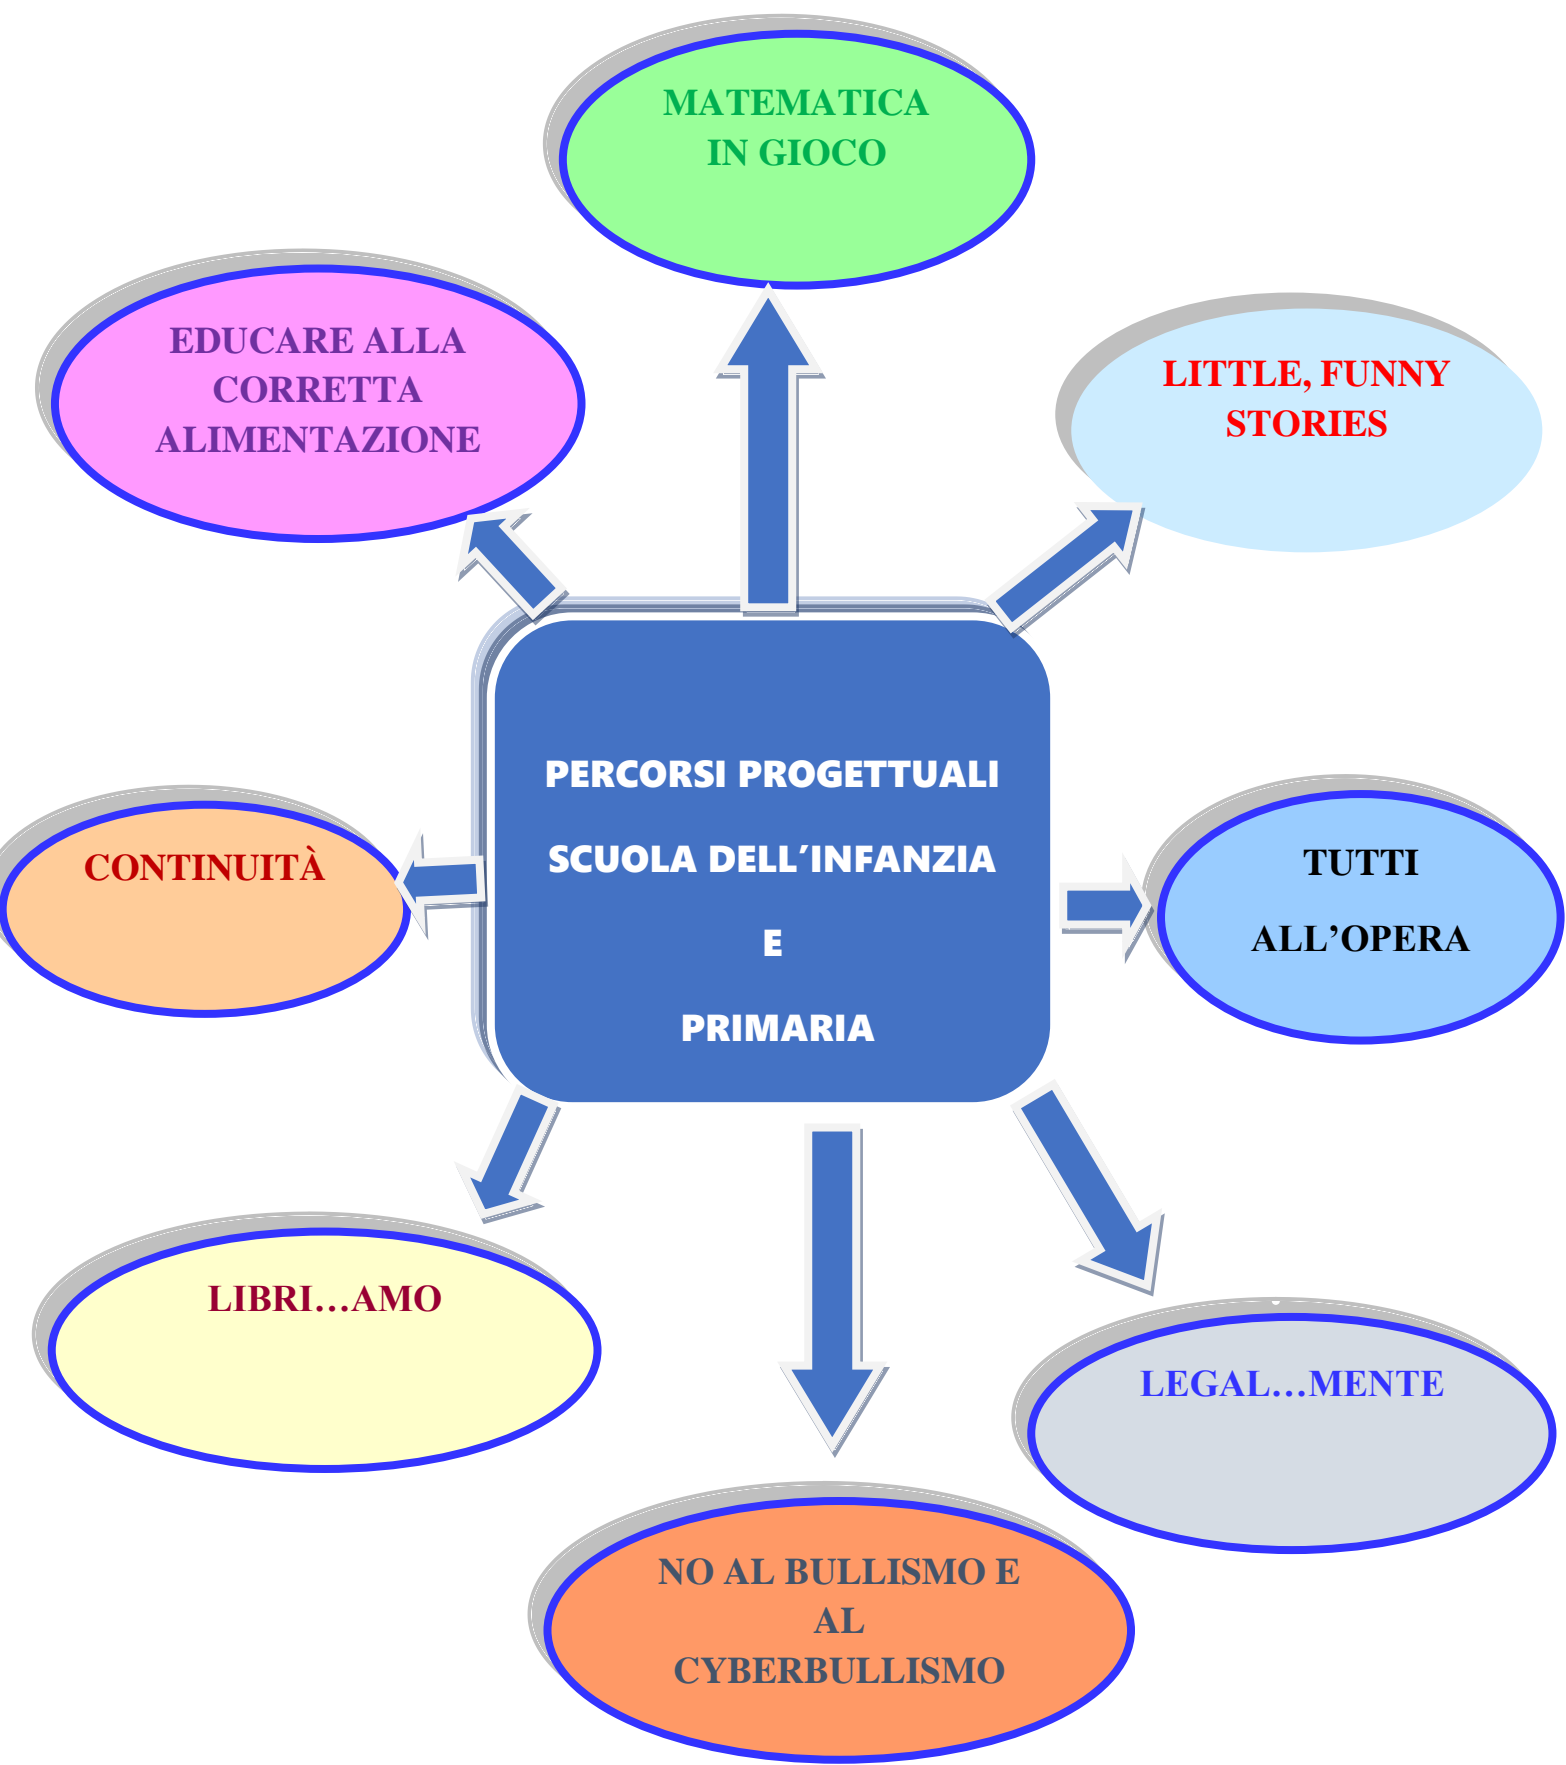 MATEMATICA
IN GIOCO
EDUCARE ALLA
CORRETTA
ALIMENTAZIONE
LITTLE, FUNNY
STORIES
PERCORSI PROGETTUALI
SCUOLA DELL´INFANZIA
E
PRIMARIA
CONTINUITÀ
TUTTI
ALL’OPERA
LIBRI…AMO
LEGAL…MENTE
NO AL BULLISMO E
AL
CYBERBULLISMO